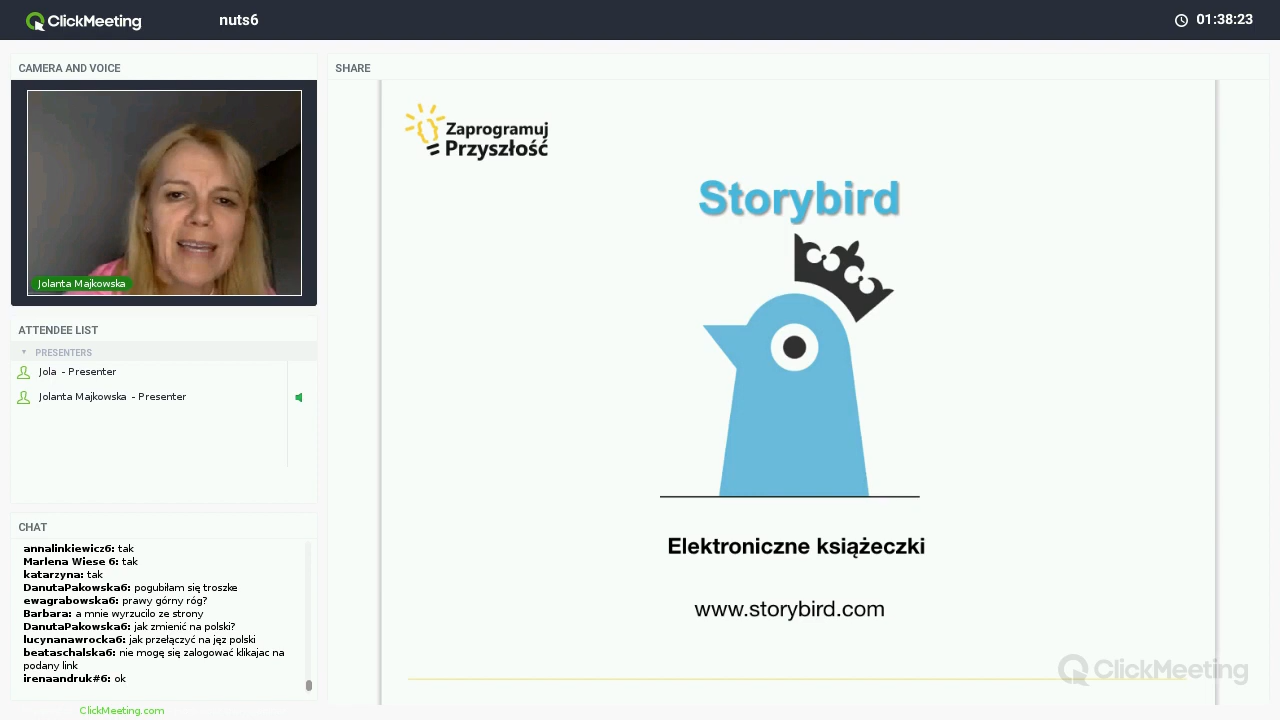 ClickMeeting
nuts6
01:38:23
CAMERA AND VOICE
Jolanta Majkowska
ATTENDEE LIST
PRESENTERS
Jola - Presenter
Jolanta Majkowska - Presenter
CHAT
annalinkiewicz6: tak
Marlena Wiese 6: tak
katarzyna: tak
DanutaPakowska6: pogubiłam się troszke
ewagrabowska6: prawy górny róg?
Barbara: a mnie wyrzucilo ze strony
DanutaPakowska6: jak zmienić na polski?
lucynanawrocka6: jak przełączyć na jęz polski
beataschalska6: nie mogę się zalogować klikajac na
podany link
irenaandruk#6: ok
ClickMeeting.com
SHARE
Zaprogramuj
Przyszłość
Storybird
Elektroniczne książeczki
www.storybird.com
ClickMeeting